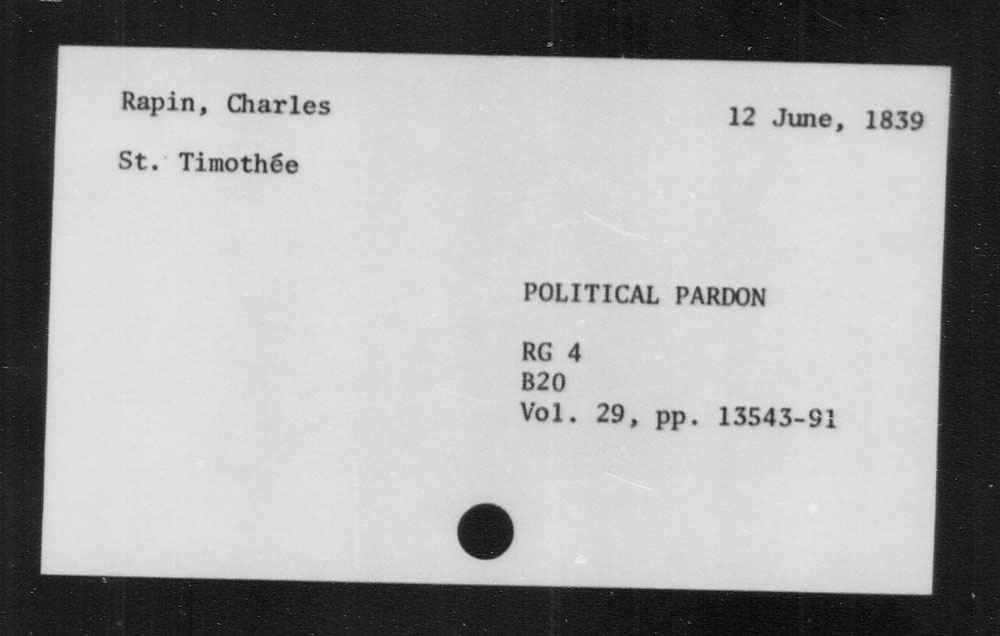 Rapin, Charles
12 June, 1839
St. Timothée
POLITICAL PARDON
RG 4
B20
Vol. 29, pp. 13543-91